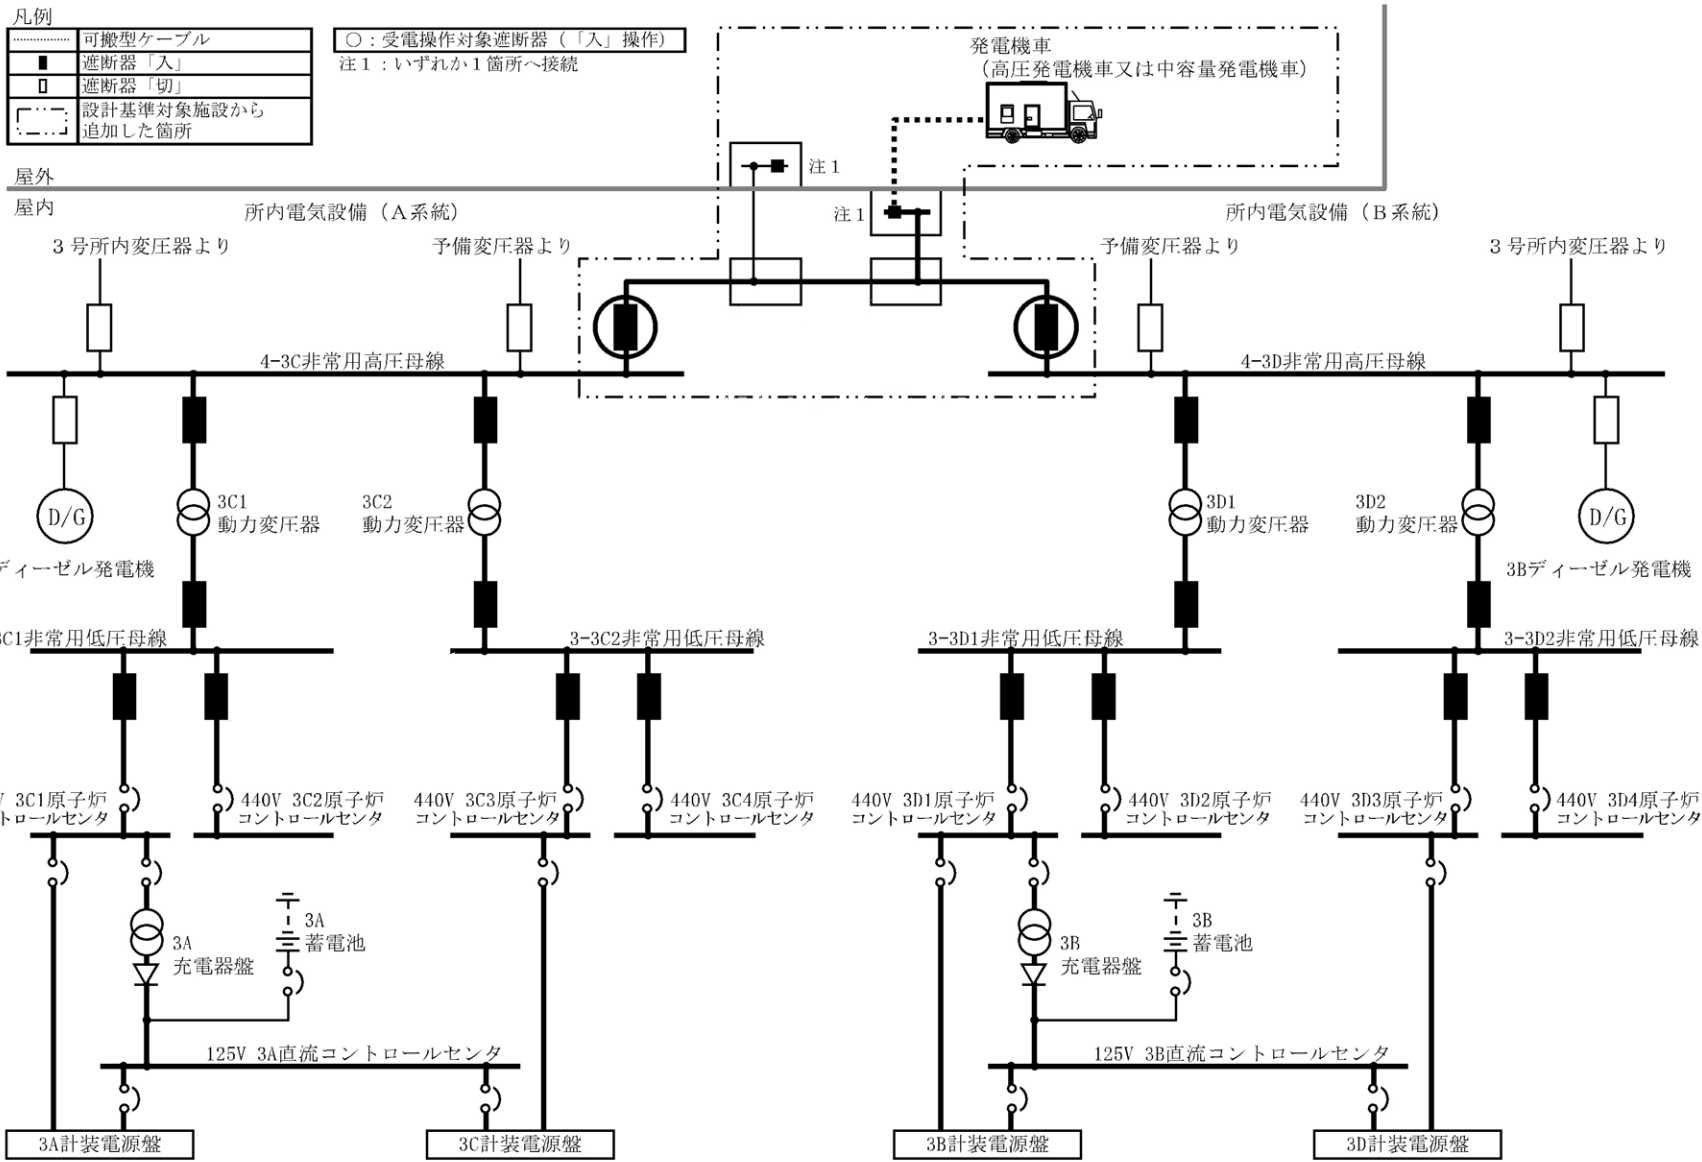 凡例
可搬型ケーブル
遮断器「入」
遮断器「切」
設計基準対象施設から
追加した箇所
○：受電操作対象遮断器（「入」操作）
注１：いずれか１箇所へ接続
発電機車
（高圧発電機車又は中容量発電機車）
注１
屋外
屋内
所内電気設備（Ａ系統）
注１
所内電気設備（Ｂ系統）
３号所内変圧器より
予備変圧器より
予備変圧器より
３号所内変圧器より
4-3C非常用高圧母線
4-3D非常用高圧母線
D/G
3C1
動力変圧器
3C2
動力変圧器
3D1
動力変圧器
3D2
動力変圧器
D/G
ディーゼル発電機
3Bディーゼル発電機
3C1非常用低圧母線
3-3C2非常用低圧母線
3-3D1非常用低圧母線
3-3D2非常用低圧母線
V 3C1原子炉
トロールセンタ
440V 3C2原子炉
コントロールセンタ
440V 3C3原子炉
コントロールセンタ
440V 3C4原子炉
コントロールセンタ
440V 3D1原子炉
コントロールセンタ
440V 3D2原子炉
コントロールセンタ
440V 3D3原子炉
コントロールセンタ
440V 3D4原子炉
コントロールセンタ
3A
充電器盤
3A
蓄電池
3B
充電器盤
3B
蓄電池
125V 3A直流コントロールセンタ
125V 3B直流コントロールセンタ
3A計装電源盤
3C計装電源盤
3B計装電源盤
3D計装電源盤